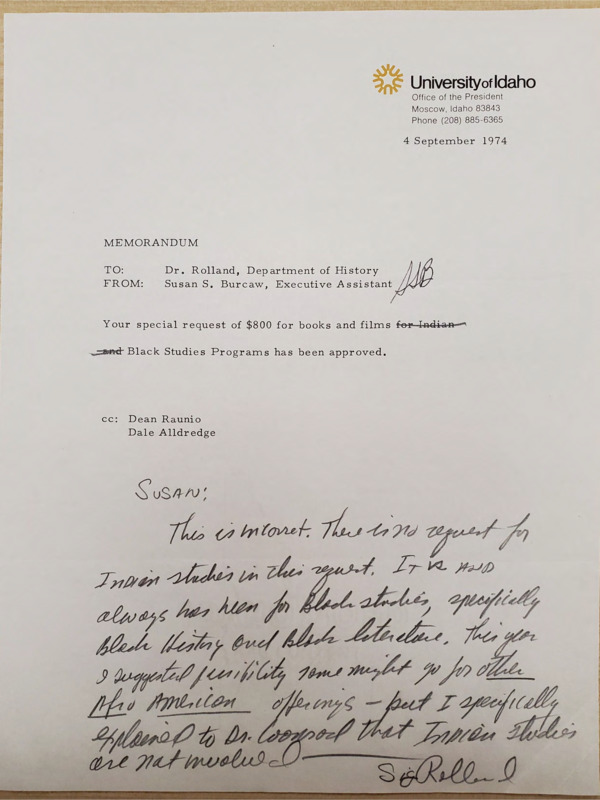 University of Idaho
Office of the President
Moscow, Idaho 83843
Phone (208) 885-6365
4 September 1974
MEMORANDUM
TO: Dr. Rolland, Department of History
FROM: Susan S. Burcaw, Executive Assistant SSB
Your special request of $800 for books and films for Indian
and Black Studies Programs has been approved.
cc: Dean Raunio
Dale Alldredge
SUSAN:
This is incorrect. There is no request for
Indian studies in this request. It is AND
always has been for Black studies, specifically
Black History and Black literature. This year
I suggested possibility some might go for other
Afro American offerings – but I specifically
explained to Dr. that Indian Studies
are not involved
Rolland